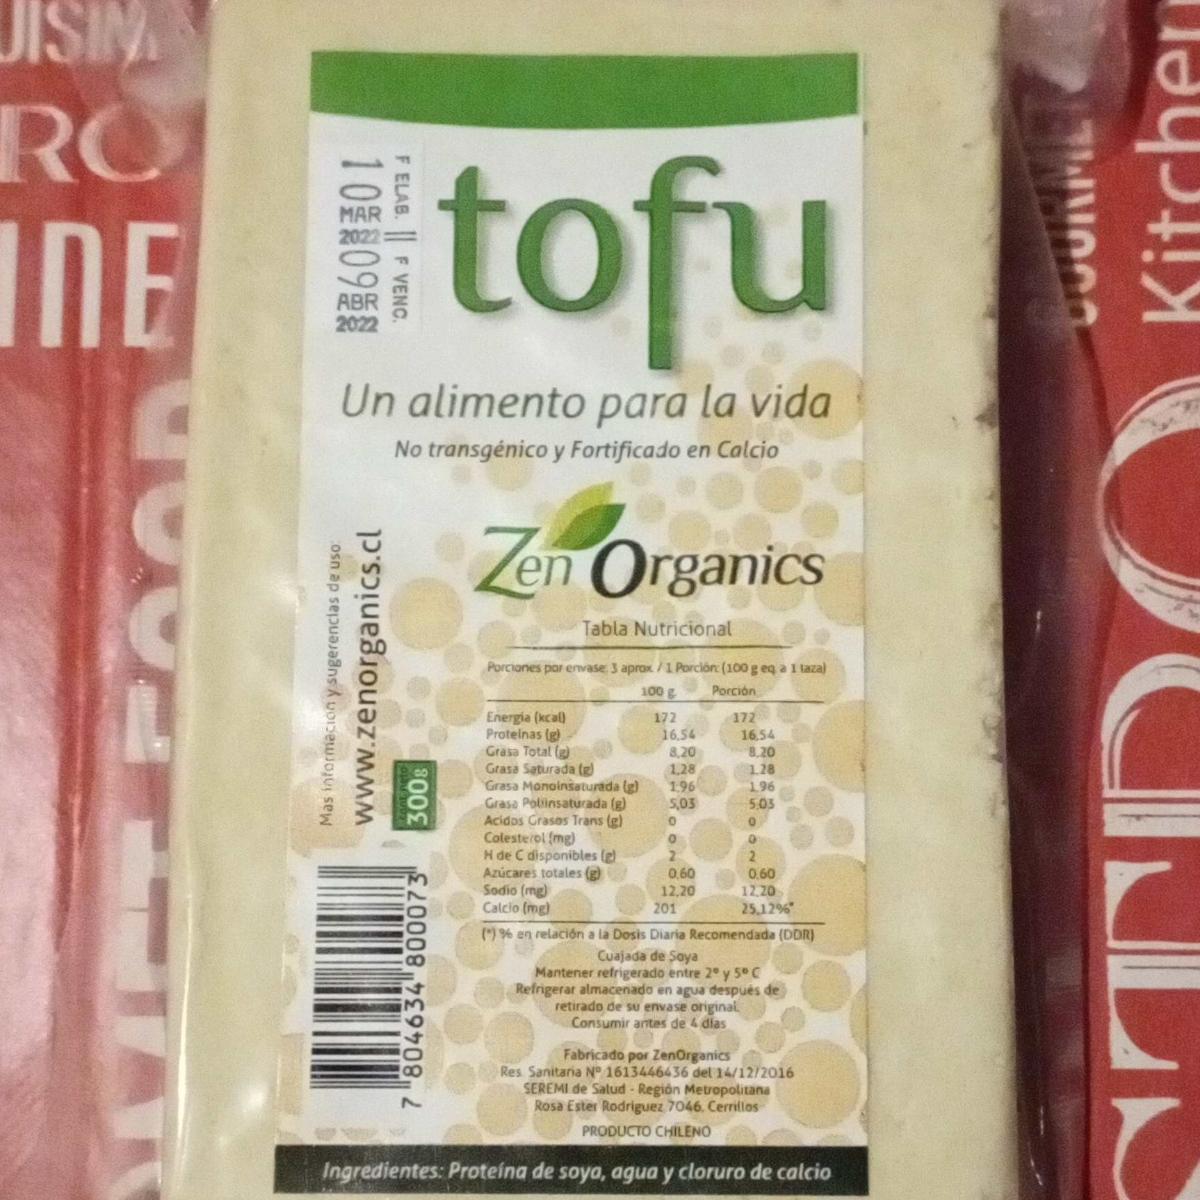 tofu
F ELAB. || F VENC.
10 MAR 2022 09 ABR 2022
Un alimento para la vida
No transgénico y Fortificado en Calcio
Zen Organics
Mas información y sugerencias de uso:
www.zenorganics.cl
300g
Tabla Nutricional
Porciones por envase: 3 aprox. / 1 Porción: (100 g eq. a 1 taza)
100 g. Porción
Energía (kcal) 172 172
Proteínas (g) 16,54 16,54
Grasa Total (g) 8,20 8,20
Grasa Saturada (g) 1,28 1,28
Grasa Monoinsaturada (g) 1,96 1,96
Grasa Poliinsaturada (g) 5,03 5,03
Acidos Grasos Trans (g) 0 0
Colesterol (mg) 0 0
H de C disponibles (g) 2 2
Azúcares totales (g) 0,60 0,60
Sodio (mg) 12,20 12,20
Calcio (mg) 201 25,12%*
(*) % en relación a la Dosis Diaria Recomendada (DDR)
Cuajada de Soya
Mantener refrigerado entre 2° y 5° C
Refrigerar almacenado en agua después de
retirado de su envase original.
Consumir antes de 4 días
Fabricado por ZenOrganics
Res. Sanitaria N° 1613446436 del 14/12/2016
SEREMI de Salud - Región Metropolitana
Rosa Ester Rodriguez 7046, Cerrillos
PRODUCTO CHILENO
7 804634 800073
Ingredientes: Proteína de soya, agua y cloruro de calcio
Kitchen
GOURMET